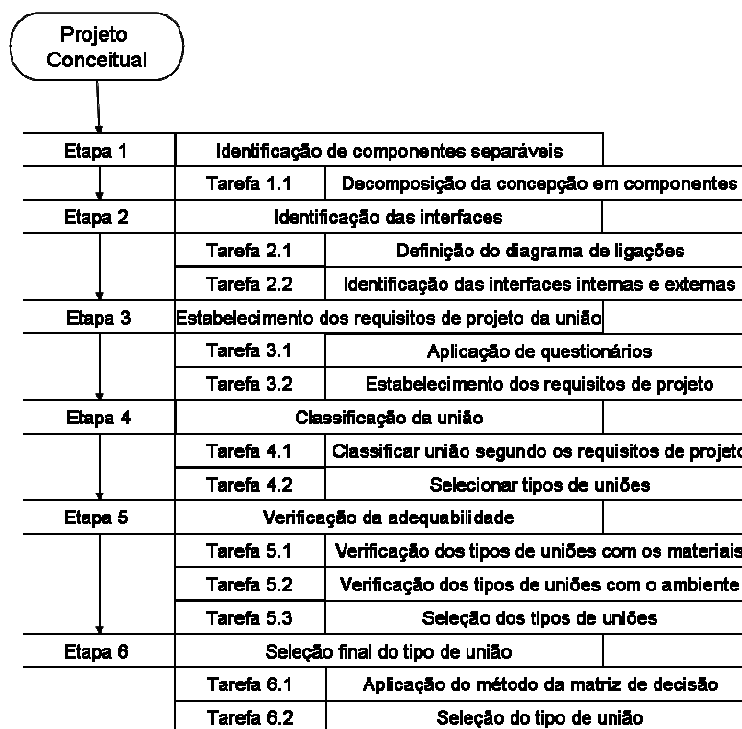 Projeto
Conceitual
Etapa 1 Identificação de componentes separáveis
Tarefa 1.1 Decomposição da concepção em componentes
Etapa 2 Identificação das interfaces
Tarefa 2.1 Definição do diagrama de ligações
Tarefa 2.2 Identificação das interfaces internas e externas
Etapa 3 Estabelecimento dos requisitos de projeto da união
Tarefa 3.1 Aplicação de questionários
Tarefa 3.2 Estabelecimento dos requisitos de projeto
Etapa 4 Classificação da união
Tarefa 4.1 Classificar união segundo os requisitos de projeto
Tarefa 4.2 Selecionar tipos de uniões
Etapa 5 Verificação da adequabilidade
Tarefa 5.1 Verificação dos tipos de uniões com os materiais
Tarefa 5.2 Verificação dos tipos de uniões com o ambiente
Tarefa 5.3 Seleção dos tipos de uniões
Etapa 6 Seleção final do tipo de união
Tarefa 6.1 Aplicação do método da matriz de decisão
Tarefa 6.2 Seleção do tipo de união